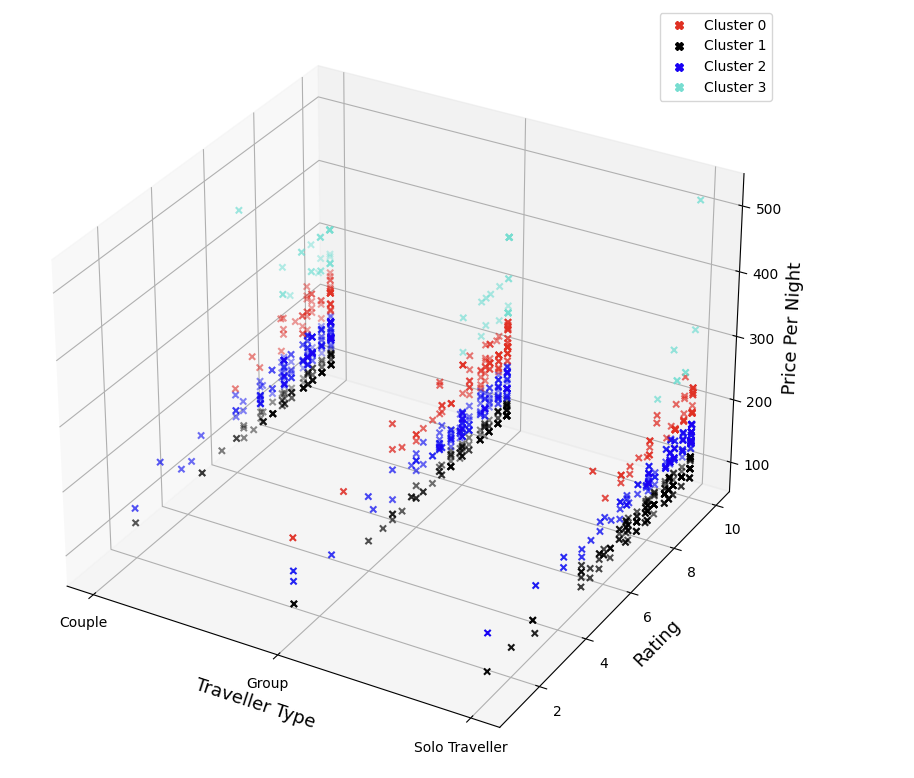 Cluster 0
Cluster 1
Cluster 2
Cluster 3
500
400
300
200
100
Price Per Night
10
8
6
4
2
Rating
Couple
Group
Solo Traveller
Traveller Type